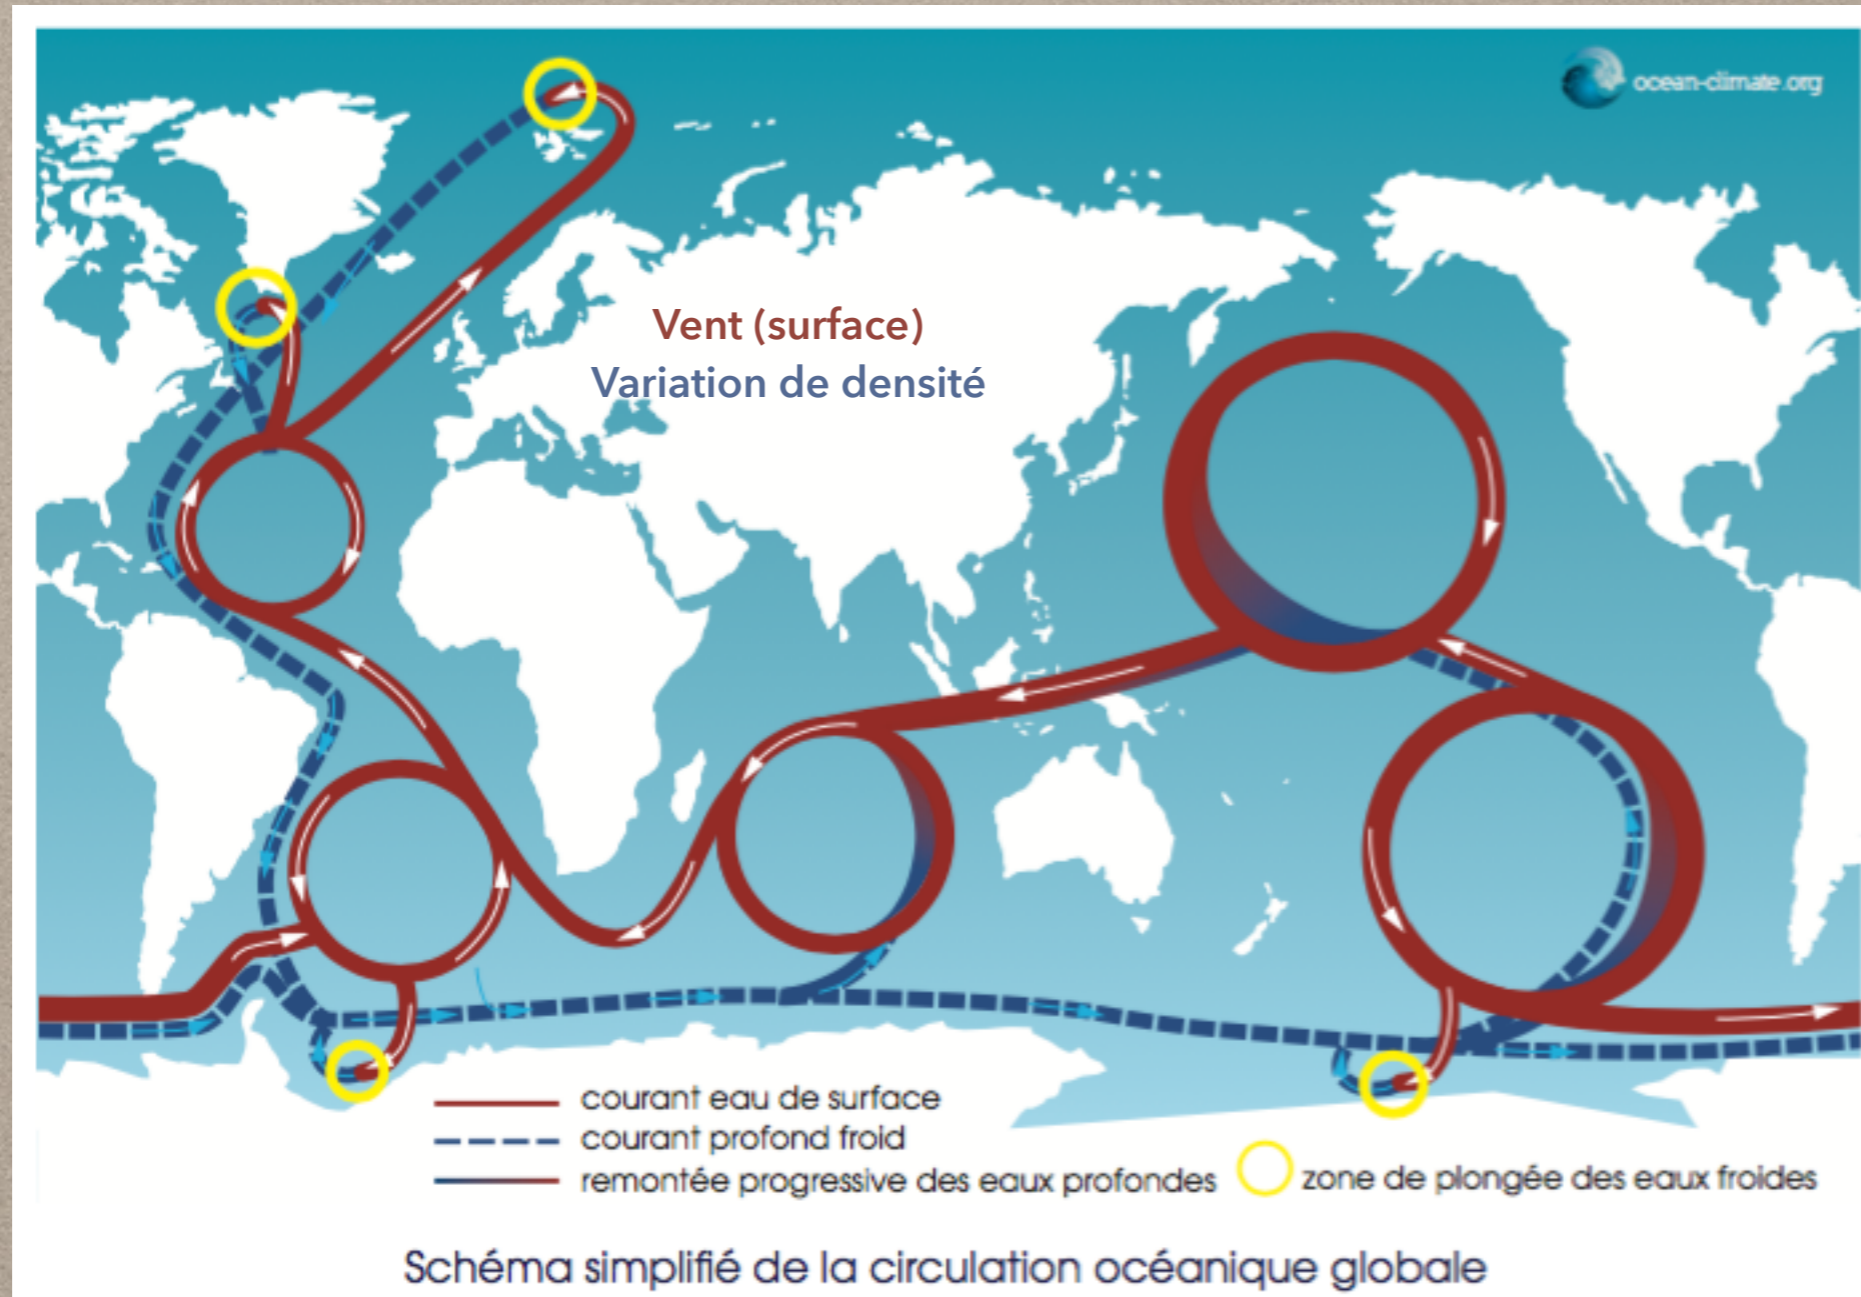 ocean-climate.org
Vent (surface)
Variation de densité
courant eau de surface
courant profond froid
remontée progressive des eaux profondes
zone de plongée des eaux froides
Schéma simplifié de la circulation océanique globale